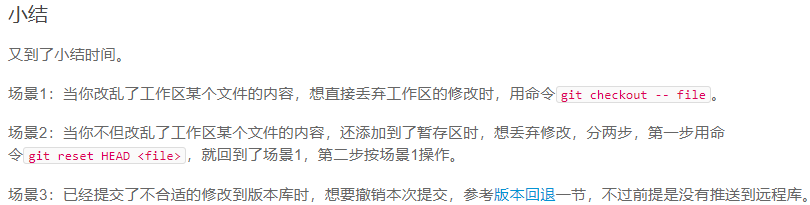 小结
又到了小结时间。
场景1：当你改乱了工作区某个文件的内容，想直接丢弃工作区的修改时，用命令git checkout -- file。
场景2：当你不但改乱了工作区某个文件的内容，还添加到了暂存区时，想丢弃修改，分两步，第一步用命
令git reset HEAD <file>，就回到了场景1，第二步按场景1操作。
场景3：已经提交了不合适的修改到版本库时，想要撤销本次提交，参考版本回退一节，不过前提是没有推送到远程库。